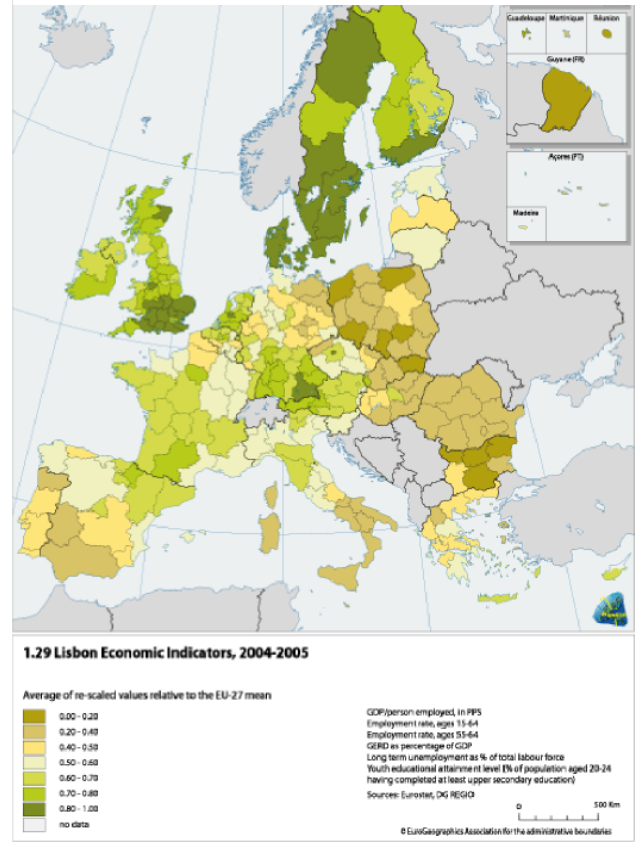 Guadeloupe Martinique Réunion
Guyane (FR)
Açores (PT)
Madeira
1.29 Lisbon Economic Indicators, 2004-2005
Average of re-scaled values relative to the EU-27 mean
0.00 - 0.20
0.20 - 0.40
0.40 - 0.50
0.50 - 0.60
0.60 - 0.70
0.70 - 0.80
0.80 - 1.00
no data
GDP/person employed, in PPS
Employment rate, ages 15-64
Employment rate, ages 55-64
GERD as percentage of GDP
Long term unemployment as % of total labour force
Youth educational attainment level (% of population aged 20-24
having completed at least upper secondary education)
Sources: Eurostat, DG REGIO
0 500 Km
© EuroGeographics Association for the administrative boundaries